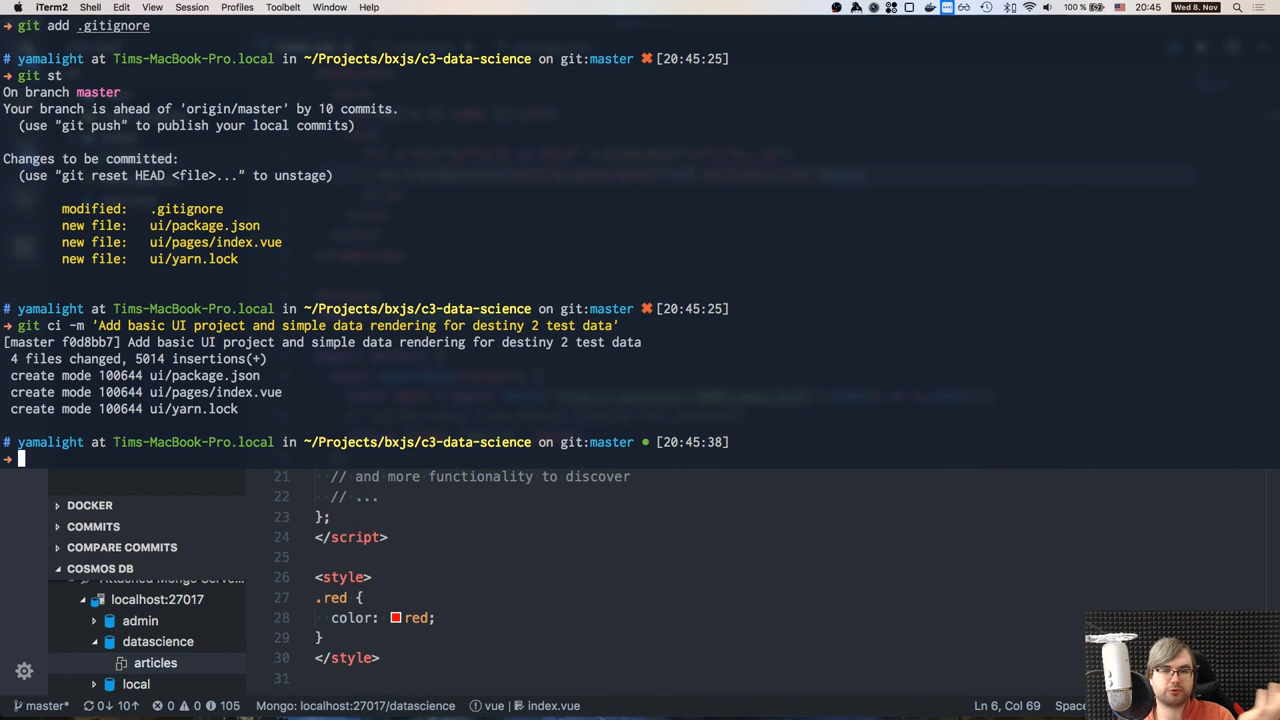 iTerm2 Shell Edit View Session Profiles Toolbelt Window Help 100 % 20:45 Wed 8. Nov
➜ git add .gitignore
# yamalight at Tims-MacBook-Pro.local in ~/Projects/bxjs/c3-data-science on git:master ✖ [20:45:25]
➜ git st
On branch master
Your branch is ahead of 'origin/master' by 10 commits.
(use "git push" to publish your local commits)
Changes to be committed:
(use "git reset HEAD <file>..." to unstage)
modified: .gitignore
new file: ui/package.json
new file: ui/pages/index.vue
new file: ui/yarn.lock
# yamalight at Tims-MacBook-Pro.local in ~/Projects/bxjs/c3-data-science on git:master ✖ [20:45:25]
➜ git ci -m 'Add basic UI project and simple data rendering for destiny 2 test data'
[master f0d8bb7] Add basic UI project and simple data rendering for destiny 2 test data
4 files changed, 5014 insertions(+)
create mode 100644 ui/package.json
create mode 100644 ui/pages/index.vue
create mode 100644 ui/yarn.lock
# yamalight at Tims-MacBook-Pro.local in ~/Projects/bxjs/c3-data-science on git:master ● [20:45:38]
➜
21 // and more functionality to discover
22 // ...
23 };
24 </script>
25
26 <style>
27 .red {
28 color: red;
29 }
30 </style>
31
DOCKER
COMMITS
COMPARE COMMITS
COSMOS DB
Attached Mongo Serve...
localhost:27017
admin
datascience
articles
local
master* 0↓ 10↑ 0 0 105 Mongo: localhost:27017/datascience vue index.vue Ln 6, Col 69